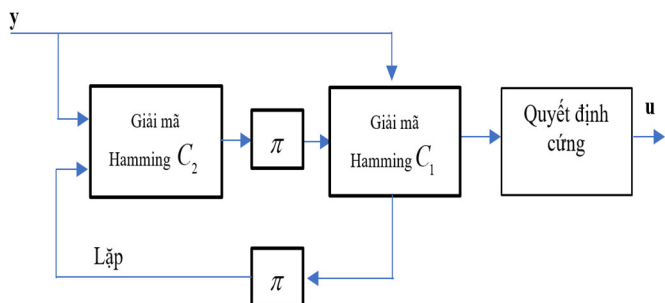 y
Giải mã
Hamming C₂
π
Giải mã
Hamming C₁
Quyết định
cứng
u
Lặp
π